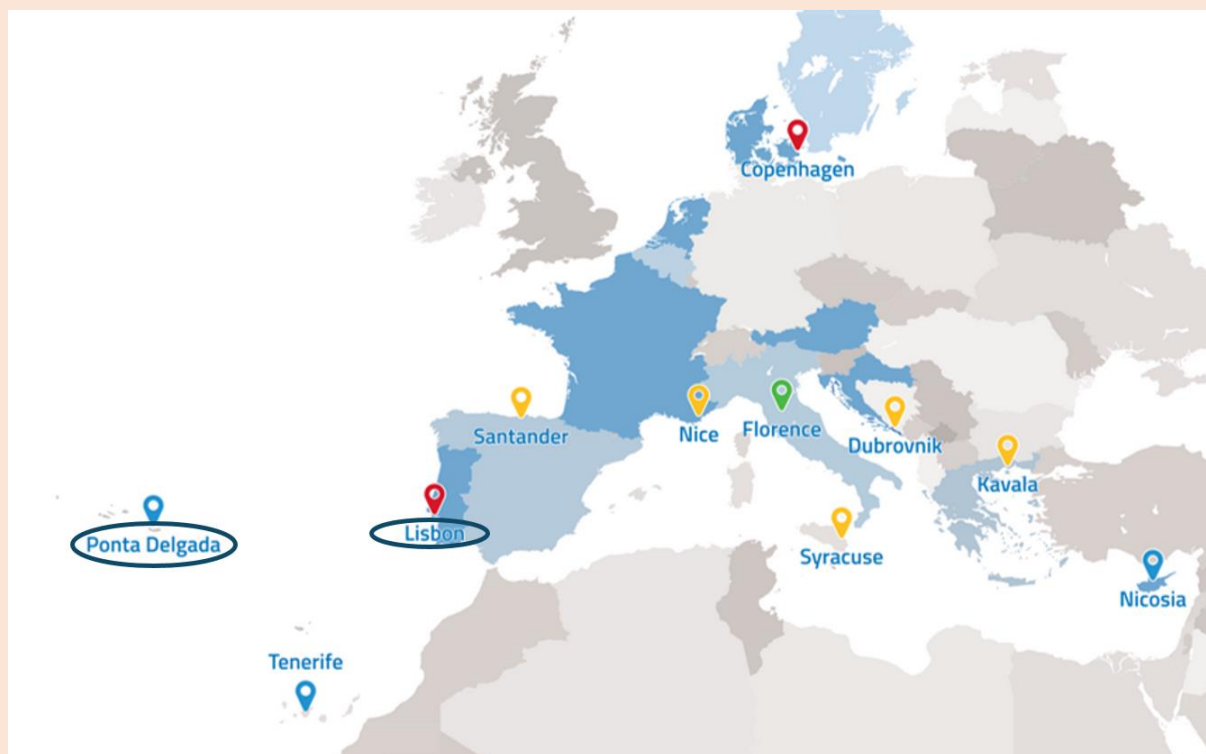 Copenhagen
Santander
Nice
Florence
Dubrovnik
Kavala
Ponta Delgada
Lisbon
Syracuse
Nicosia
Tenerife